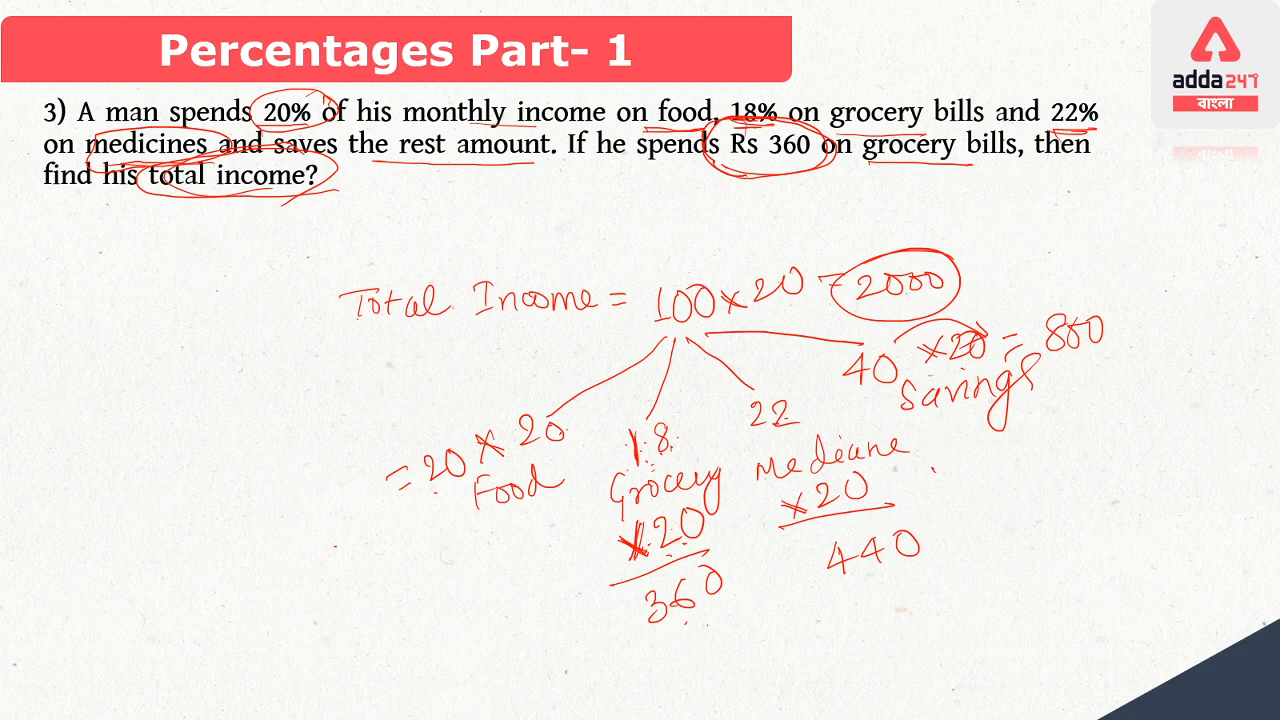 Percentages Part- 1
adda247
বাংলা
3) A man spends 20% of his monthly income on food, 18% on grocery bills and 22%
on medicines and saves the rest amount. If he spends Rs 360 on grocery bills, then
find his total income?
Total Income = 100 × 20 = 2000
40 × 20 = 800
Savings
= 20 × 20
Food
18
Grocery
× 20
360
22
Medicine
× 20
440